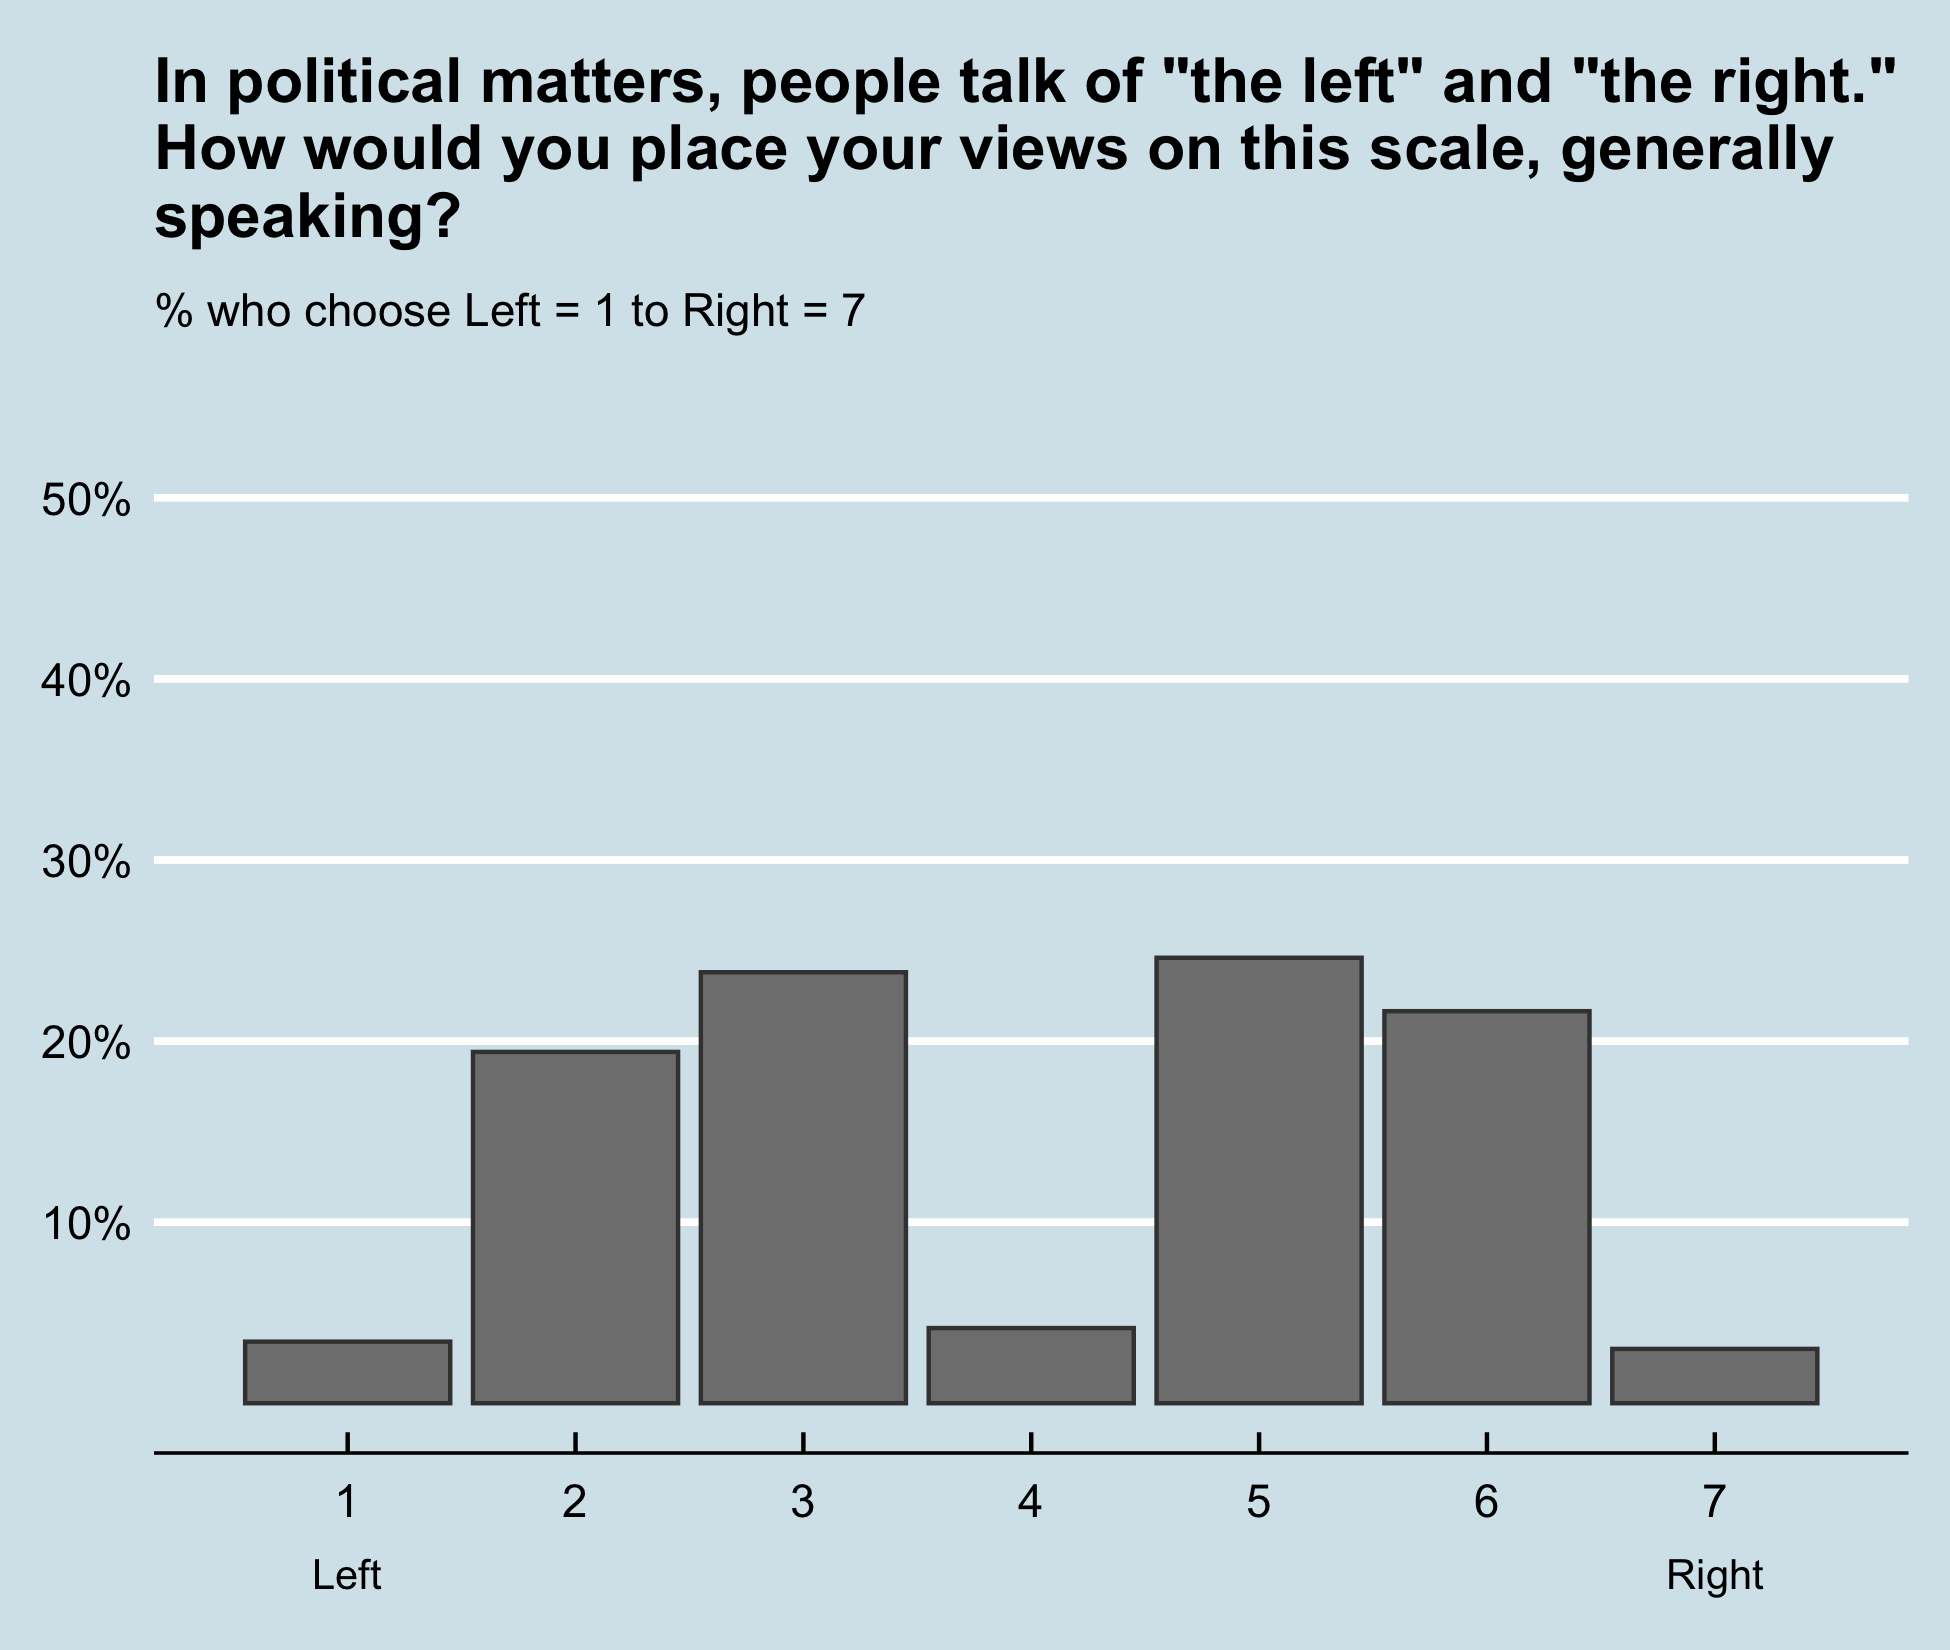 In political matters, people talk of "the left" and "the right."
How would you place your views on this scale, generally
speaking?
% who choose Left = 1 to Right = 7
50%
40%
30%
20%
10%
1 2 3 4 5 6 7
Left Right